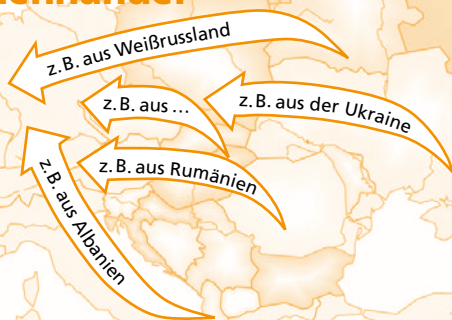 z. B. aus Weißrussland
z. B. aus …
z. B. aus der Ukraine
z. B. aus Rumänien
z. B. aus Albanien